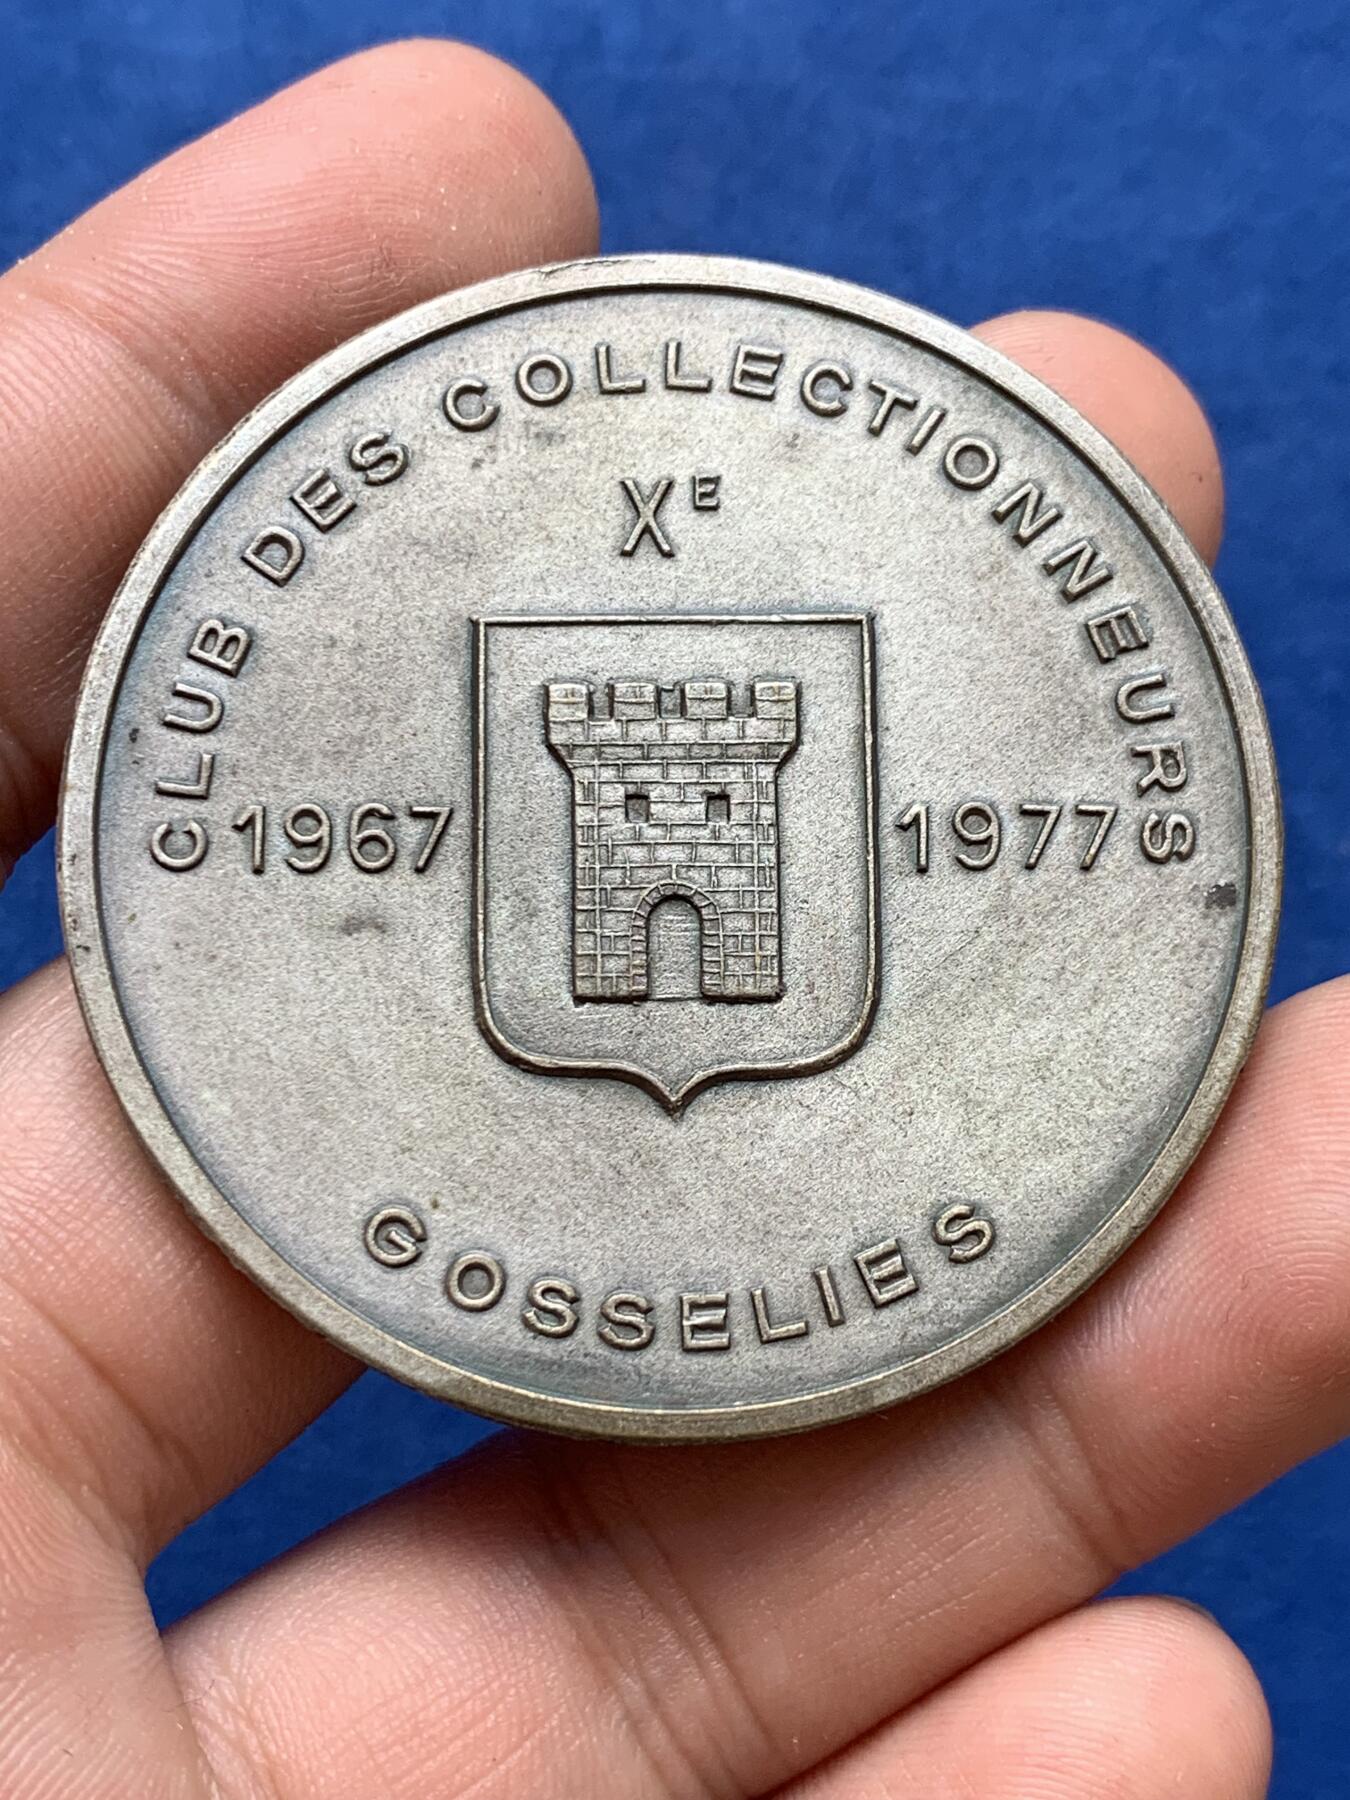 CLUB DES COLLECTIONNEURS
Xᴱ
1967 1977
GOSSELIES